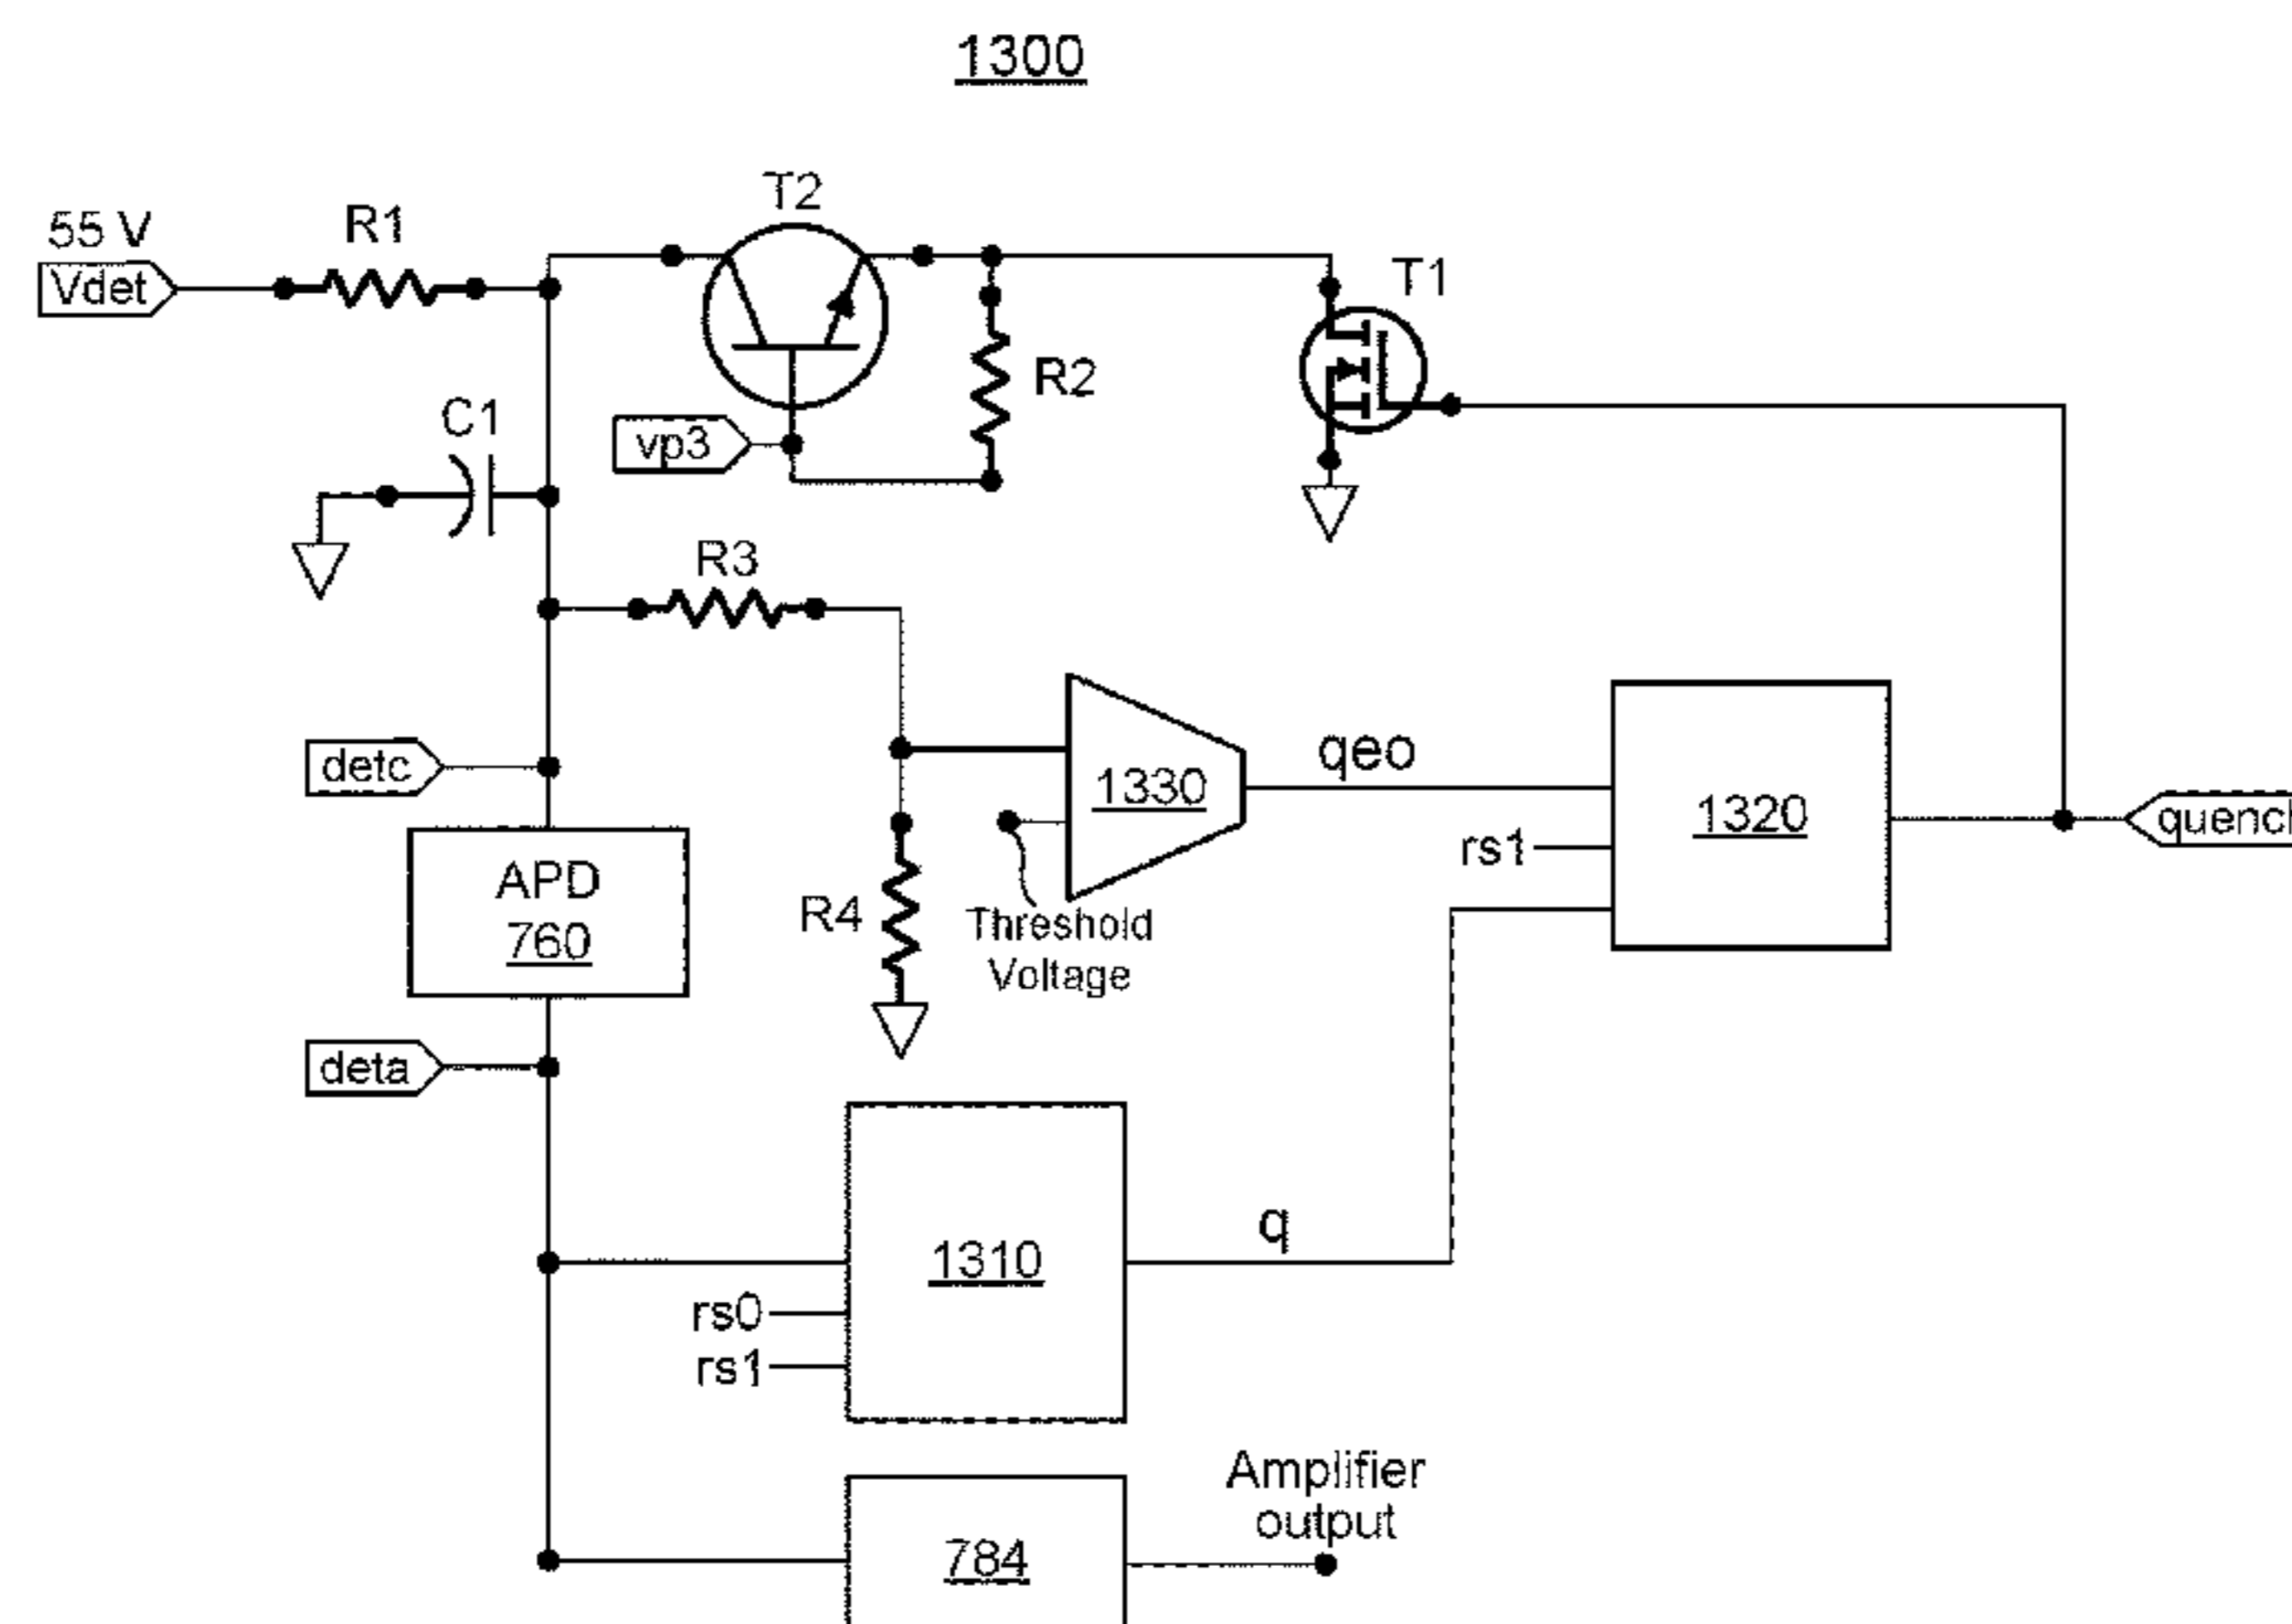 1300
T2
55 V
R1
Vdet
T1
R2
C1
vp3
R3
qeo
detc
1330
1320
rs1
APD
760
R4
Threshold
Voltage
deta
q
1310
rs0
rs1
Amplifier
output
784